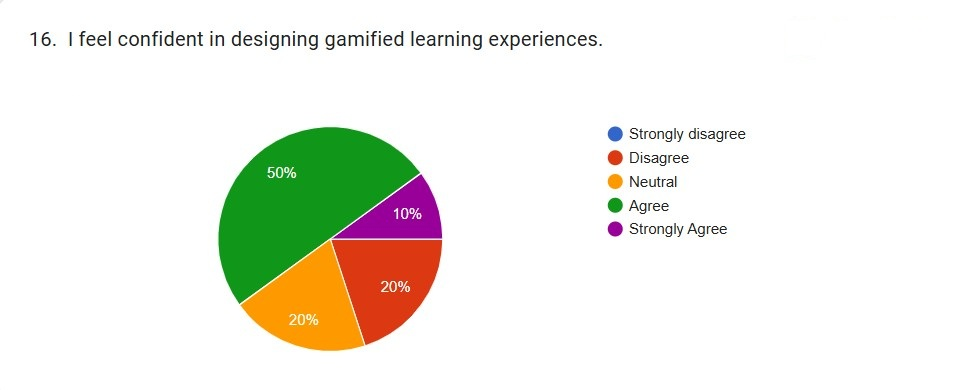 16. I feel confident in designing gamified learning experiences.
Strongly disagree
Disagree
Neutral
Agree
Strongly Agree
50%
10%
20%
20%